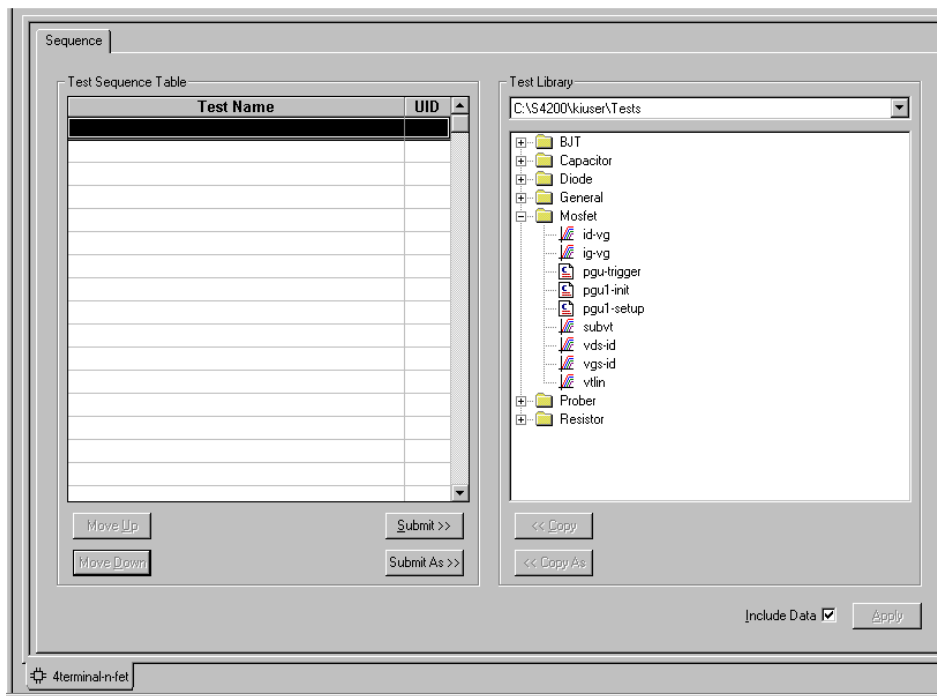 Sequence
Test Sequence Table
Test Name UID
Move Up
Submit >>
Move Down
Submit As >>
Test Library
C:\S4200\kiuser\Tests
BJT
Capacitor
Diode
General
Mosfet
id-vg
ig-vg
pgu-trigger
pgu1-init
pgu1-setup
subvt
vds-id
vgs-id
vtlin
Prober
Resistor
<< Copy
<< Copy As
Include Data
Apply
4terminal-n-fet